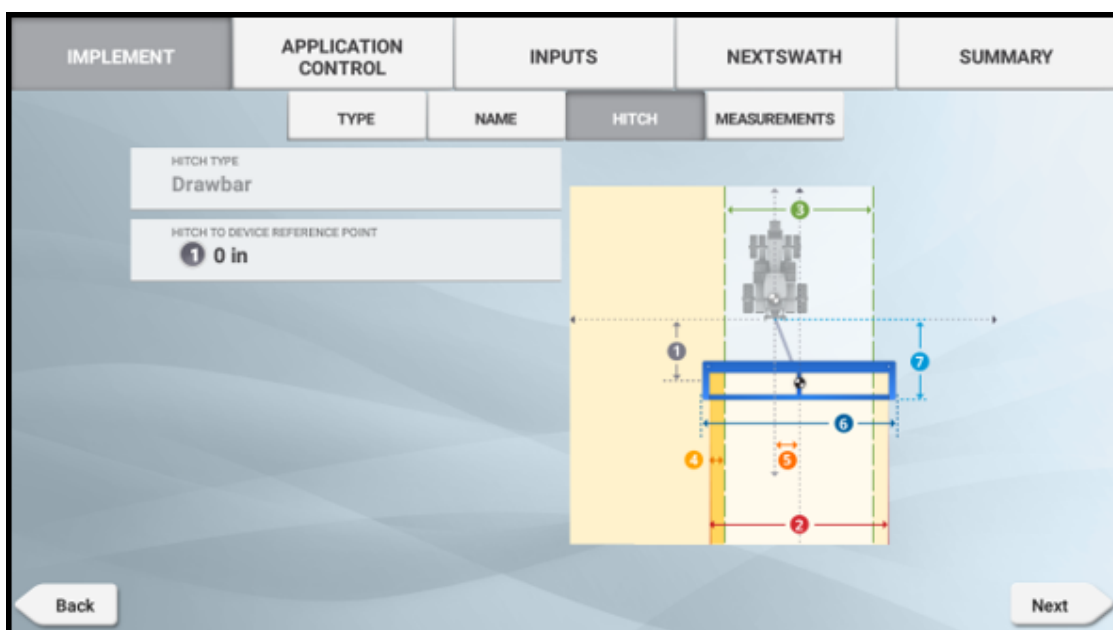 IMPLEMENT
APPLICATION
CONTROL
INPUTS
NEXTSWATH
SUMMARY
TYPE
NAME
HITCH
MEASUREMENTS
HITCH TYPE
Drawbar
HITCH TO DEVICE REFERENCE POINT
1 0 in
3
1
7
6
4
5
2
Back
Next